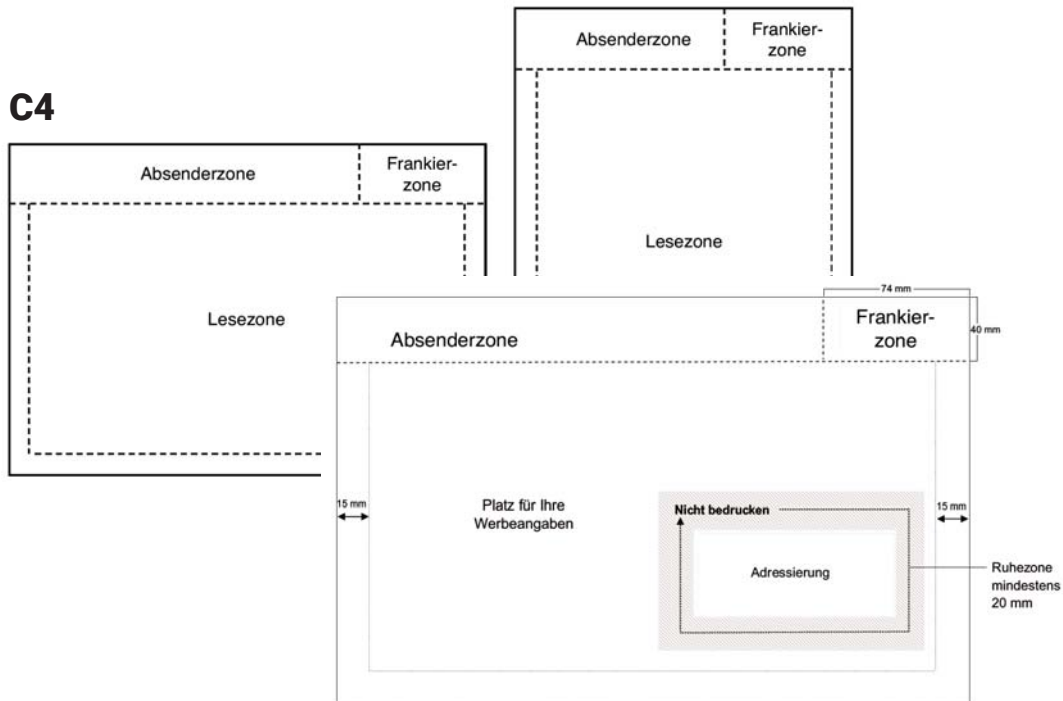 Absenderzone
Frankier-
zone
Lesezone
C4
Absenderzone
Frankier-
zone
Lesezone
74 mm
Absenderzone
Frankier-
zone
40 mm
15 mm
Platz für Ihre
Werbeangaben
Nicht bedrucken
Adressierung
15 mm
Ruhezone
mindestens
20 mm